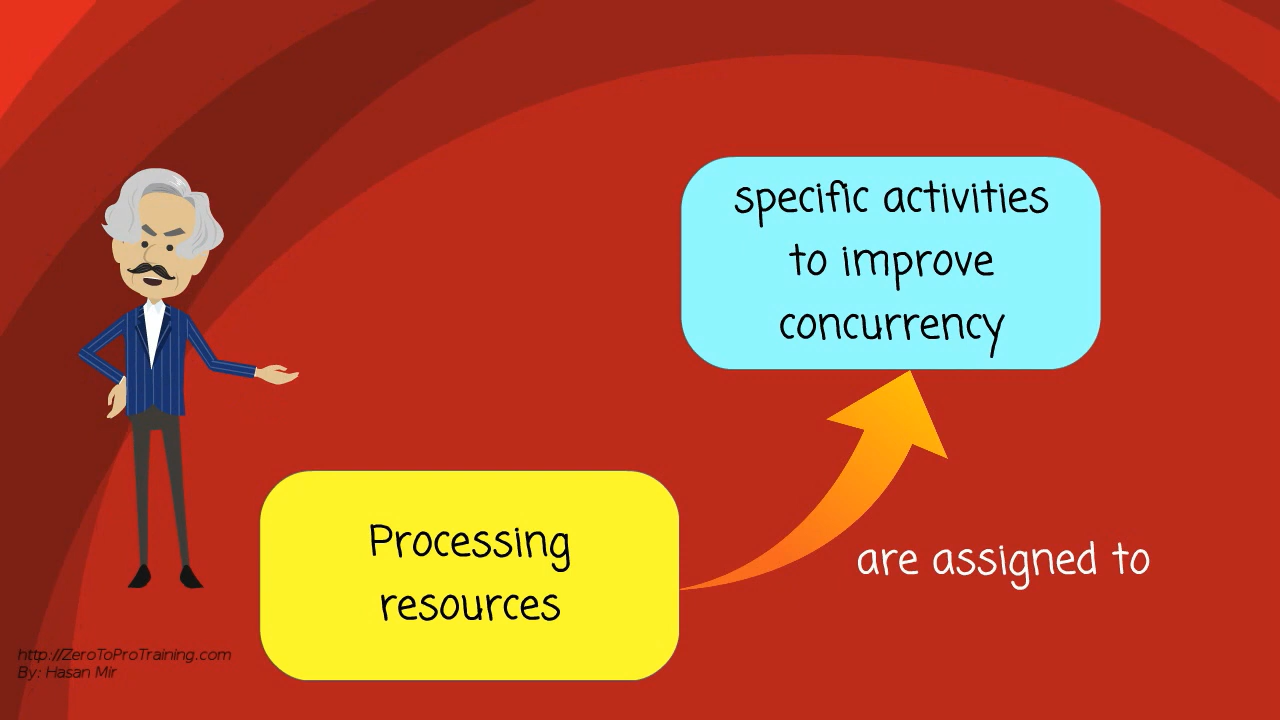 Processing
resources
are assigned to
specific activities
to improve
concurrency
http://ZeroToProTraining.com
By: Hasan Mir